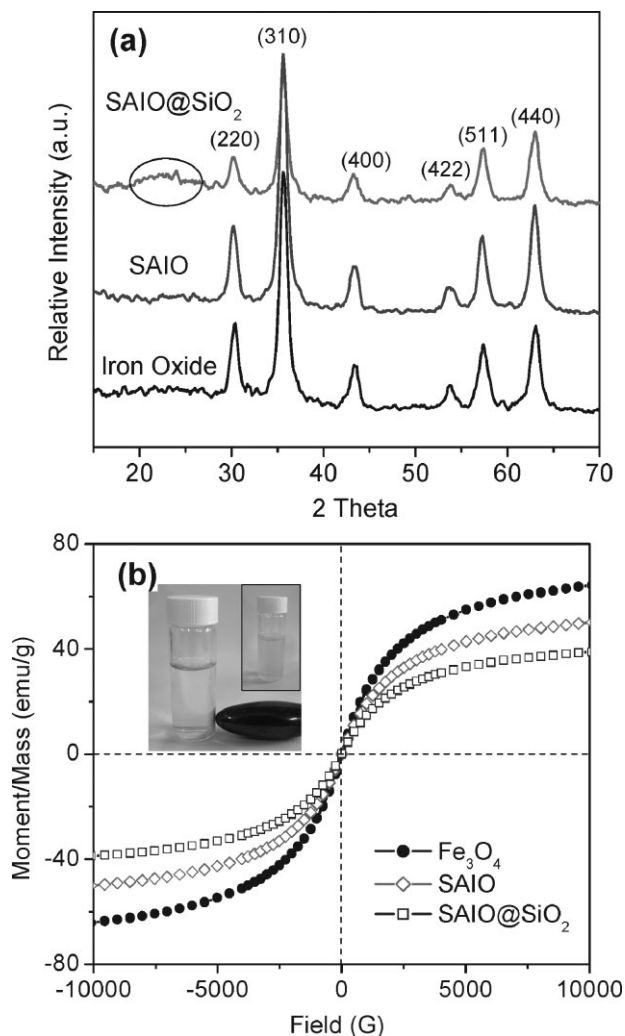 (a)
(310)
SAIO@SiO₂
(220)
(400)
(422)
(511)
(440)
SAIO
Iron Oxide
Relative Intensity (a.u.)
20 30 40 50 60 70
2 Theta
(b)
80
40
0
-40
-80
Moment/Mass (emu/g)
Fe₃O₄
SAIO
SAIO@SiO₂
-10000 -5000 0 5000 10000
Field (G)